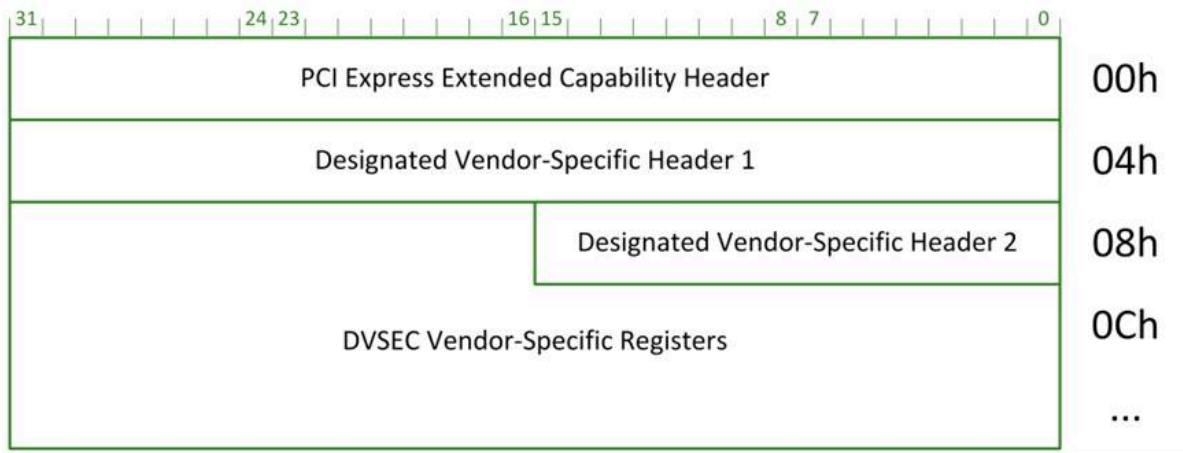 31 24 23 16 15 8 7 0
PCI Express Extended Capability Header 00h
Designated Vendor-Specific Header 1 04h
Designated Vendor-Specific Header 2 08h
0Ch
DVSEC Vendor-Specific Registers
...